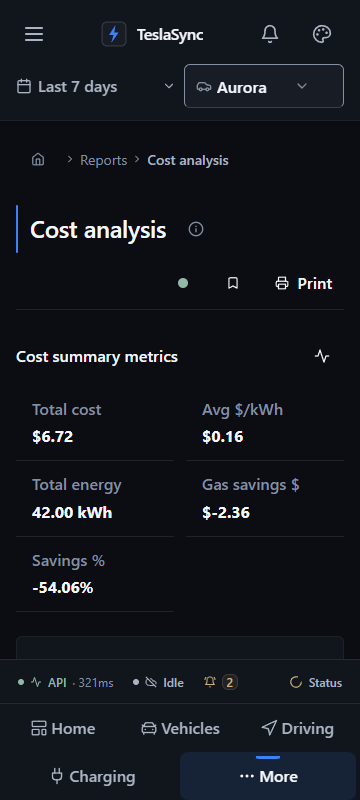 TeslaSync
Last 7 days
Aurora
Reports
Cost analysis
Cost analysis
Print
Cost summary metrics
Total cost
Avg $/kWh
$6.72
$0.16
Total energy
Gas savings $
42.00 kWh
$-2.36
Savings %
-54.06%
API · 321ms
Idle
2
Status
Home
Vehicles
Driving
Charging
More